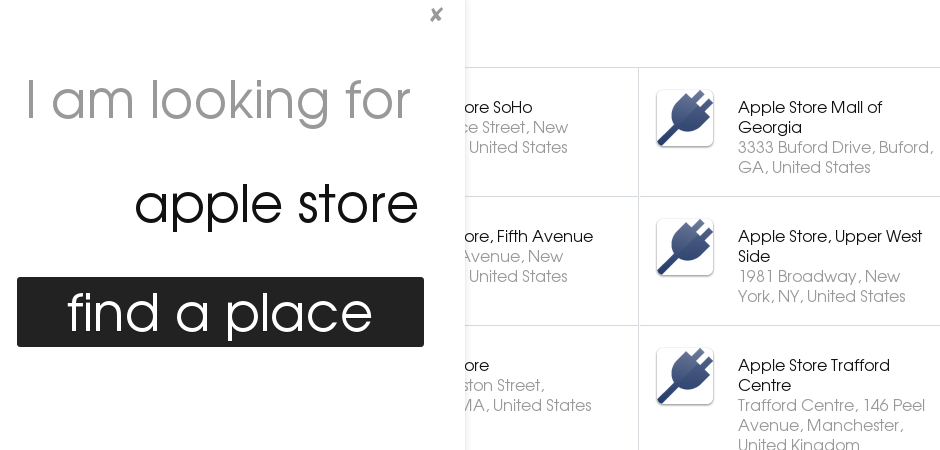 ✘
I am looking for
apple store
find a place
ore SoHo
ce Street, New
United States
Apple Store Mall of
Georgia
3333 Buford Drive, Buford,
GA, United States
ore, Fifth Avenue
Avenue, New
United States
Apple Store, Upper West
Side
1981 Broadway, New
York, NY, United States
ore
ston Street,
MA, United States
Apple Store Trafford
Centre
Trafford Centre, 146 Peel
Avenue, Manchester,
United Kingdom